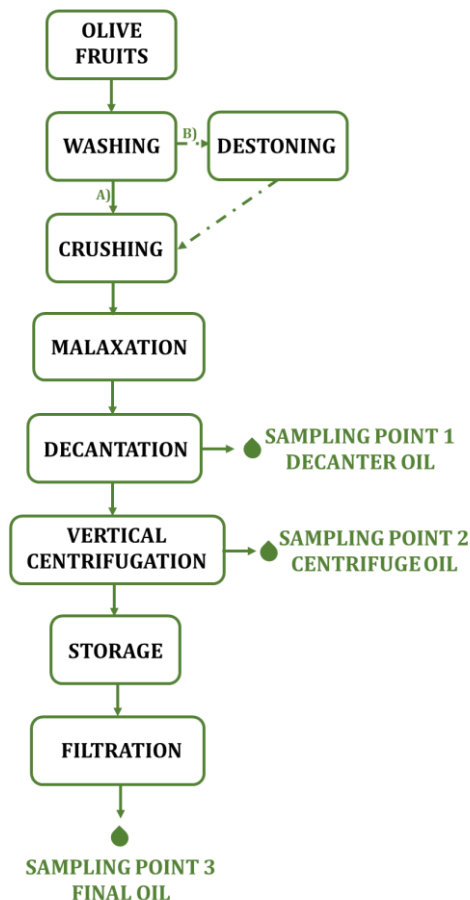 OLIVE
FRUITS
WASHING
B)
DESTONING
A)
CRUSHING
MALAXATION
DECANTATION
SAMPLING POINT 1
DECANTER OIL
VERTICAL
CENTRIFUGATION
SAMPLING POINT 2
CENTRIFUGE OIL
STORAGE
FILTRATION
SAMPLING POINT 3
FINAL OIL